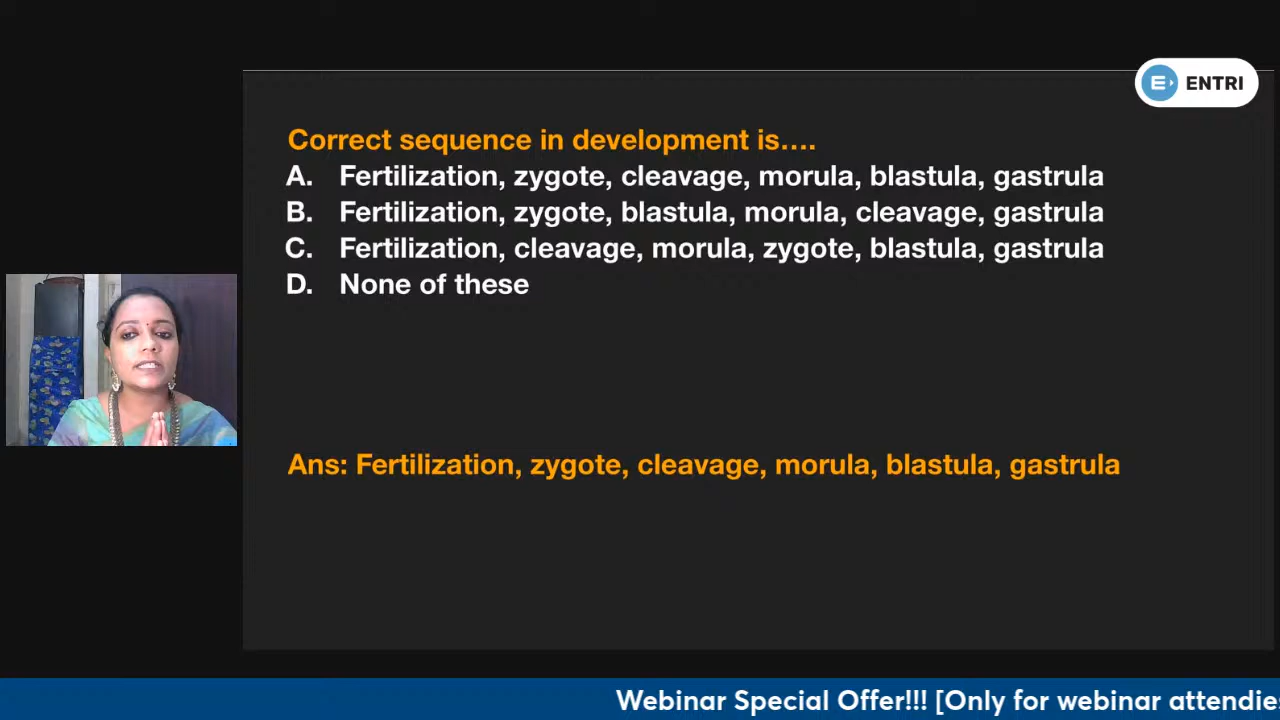 ENTRI
Correct sequence in development is....
A. Fertilization, zygote, cleavage, morula, blastula, gastrula
B. Fertilization, zygote, blastula, morula, cleavage, gastrula
C. Fertilization, cleavage, morula, zygote, blastula, gastrula
D. None of these
Ans: Fertilization, zygote, cleavage, morula, blastula, gastrula
Webinar Special Offer!!! [Only for webinar attendie